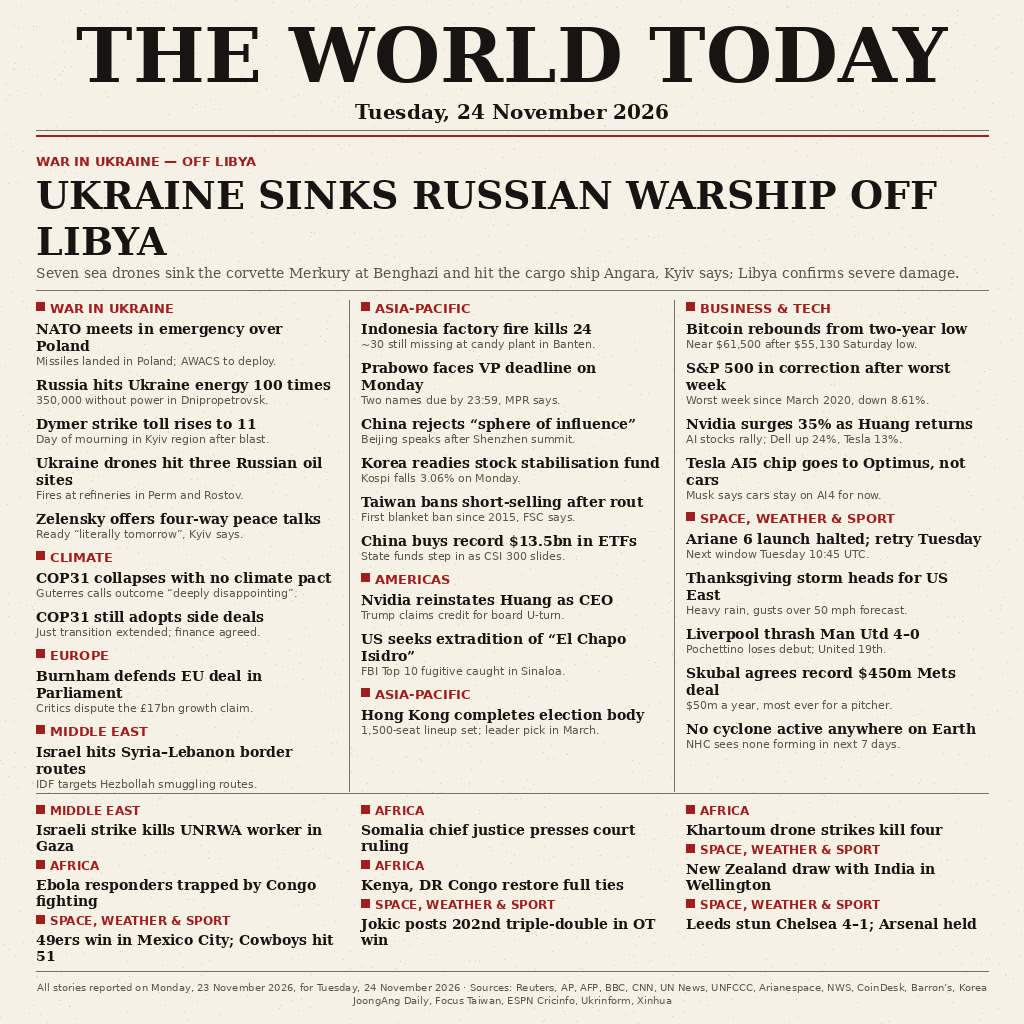 THE WORLD TODAY
Tuesday, 24 November 2026
WAR IN UKRAINE — OFF LIBYA
UKRAINE SINKS RUSSIAN WARSHIP OFF
LIBYA
Seven sea drones sink the corvette Merkury at Benghazi and hit the cargo ship Angara, Kyiv says; Libya confirms severe damage.
WAR IN UKRAINE
NATO meets in emergency over
Poland
Missiles landed in Poland; AWACS to deploy.
Russia hits Ukraine energy 100 times
350,000 without power in Dnipropetrovsk.
Dymer strike toll rises to 11
Day of mourning in Kyiv region after blast.
Ukraine drones hit three Russian oil
sites
Fires at refineries in Perm and Rostov.
Zelensky offers four-way peace talks
Ready “literally tomorrow”, Kyiv says.
CLIMATE
COP31 collapses with no climate pact
Guterres calls outcome “deeply disappointing”.
COP31 still adopts side deals
Just transition extended; finance agreed.
EUROPE
Burnham defends EU deal in
Parliament
Critics dispute the £17bn growth claim.
MIDDLE EAST
Israel hits Syria–Lebanon border
routes
IDF targets Hezbollah smuggling routes.
ASIA-PACIFIC
Indonesia factory fire kills 24
~30 still missing at candy plant in Banten.
Prabowo faces VP deadline on
Monday
Two names due by 23:59, MPR says.
China rejects “sphere of influence”
Beijing speaks after Shenzhen summit.
Korea readies stock stabilisation fund
Kospi falls 3.06% on Monday.
Taiwan bans short-selling after rout
First blanket ban since 2015, FSC says.
China buys record $13.5bn in ETFs
State funds step in as CSI 300 slides.
AMERICAS
Nvidia reinstates Huang as CEO
Trump claims credit for board U-turn.
US seeks extradition of “El Chapo
Isidro”
FBI Top 10 fugitive caught in Sinaloa.
ASIA-PACIFIC
Hong Kong completes election body
1,500-seat lineup set; leader pick in March.
BUSINESS & TECH
Bitcoin rebounds from two-year low
Near $61,500 after $55,130 Saturday low.
S&P 500 in correction after worst
week
Worst week since March 2020, down 8.61%.
Nvidia surges 35% as Huang returns
AI stocks rally; Dell up 24%, Tesla 13%.
Tesla AI5 chip goes to Optimus, not
cars
Musk says cars stay on AI4 for now.
SPACE, WEATHER & SPORT
Ariane 6 launch halted; retry Tuesday
Next window Tuesday 10:45 UTC.
Thanksgiving storm heads for US
East
Heavy rain, gusts over 50 mph forecast.
Liverpool thrash Man Utd 4–0
Pochettino loses debut; United 19th.
Skubal agrees record $450m Mets
deal
$50m a year, most ever for a pitcher.
No cyclone active anywhere on Earth
NHC sees none forming in next 7 days.
MIDDLE EAST
Israeli strike kills UNRWA worker in
Gaza
AFRICA
Ebola responders trapped by Congo
fighting
SPACE, WEATHER & SPORT
49ers win in Mexico City; Cowboys hit
51
AFRICA
Somalia chief justice presses court
ruling
AFRICA
Kenya, DR Congo restore full ties
SPACE, WEATHER & SPORT
Jokic posts 202nd triple-double in OT
win
AFRICA
Khartoum drone strikes kill four
SPACE, WEATHER & SPORT
New Zealand draw with India in
Wellington
SPACE, WEATHER & SPORT
Leeds stun Chelsea 4–1; Arsenal held
All stories reported on Monday, 23 November 2026, for Tuesday, 24 November 2026 · Sources: Reuters, AP, AFP, BBC, CNN, UN News, UNFCCC, Arianespace, NWS, CoinDesk, Barron’s, Korea
JoongAng Daily, Focus Taiwan, ESPN Cricinfo, Ukrinform, Xinhua